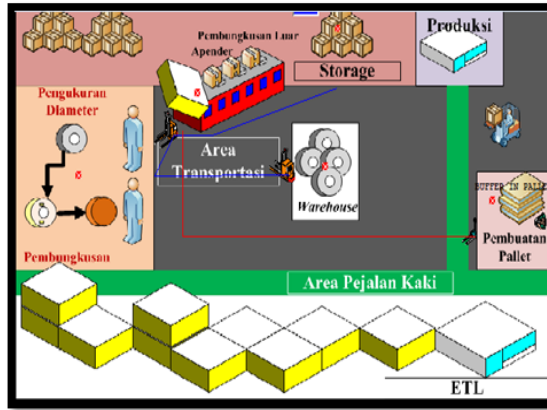 Pembungkusan Luar
Apender
Produksi
Storage
Pengukuran
Diameter
Area
Transportasi
Warehouse
BUFFER IN PALLE
Pembuatan
Pallet
Pembungkusan
Area Pejalan Kaki
ETL